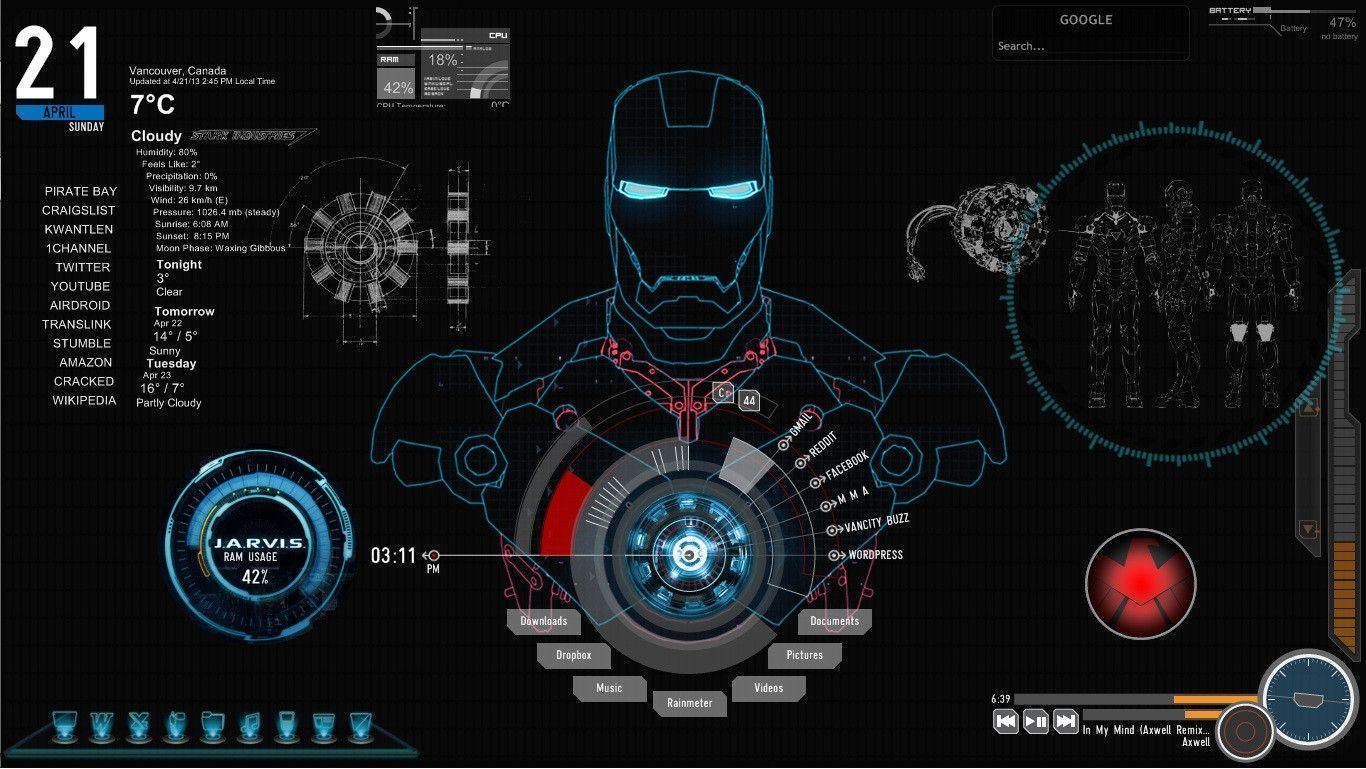 21
APRIL
SUNDAY
Vancouver, Canada
Updated at 4/21/13 2:45 PM Local Time
7°C
Cloudy
STARK INDUSTRIES
Humidity: 80%
Feels Like: 2°
Precipitation: 0%
Visibility: 9.7 km
Wind: 26 km/h (E)
Pressure: 1026.4 mb (steady)
Sunrise: 6:08 AM
Sunset: 8:15 PM
Moon Phase: Waxing Gibbous
Tonight
3°
Clear
Tomorrow
Apr 22
14° / 5°
Sunny
Tuesday
Apr 23
16° / 7°
Partly Cloudy
PIRATE BAY
CRAIGSLIST
KWANTLEN
1CHANNEL
TWITTER
YOUTUBE
AIRDROID
TRANSLINK
STUMBLE
AMAZON
CRACKED
WIKIPEDIA
CPU
ANALOG
RAM
18%
42%
CPU Temperature: 0°C
GOOGLE
Search...
BATTERY
Battery
47%
no battery
J.A.R.V.I.S.
RAM USAGE
42%
03:11
PM
C:
44
GMAIL
REDDIT
FACEBOOK
M M A
VANCITY BUZZ
WORDPRESS
Downloads
Dropbox
Music
Rainmeter
Videos
Pictures
Documents
6:39
In My Mind (Axwell Remix...
Axwell